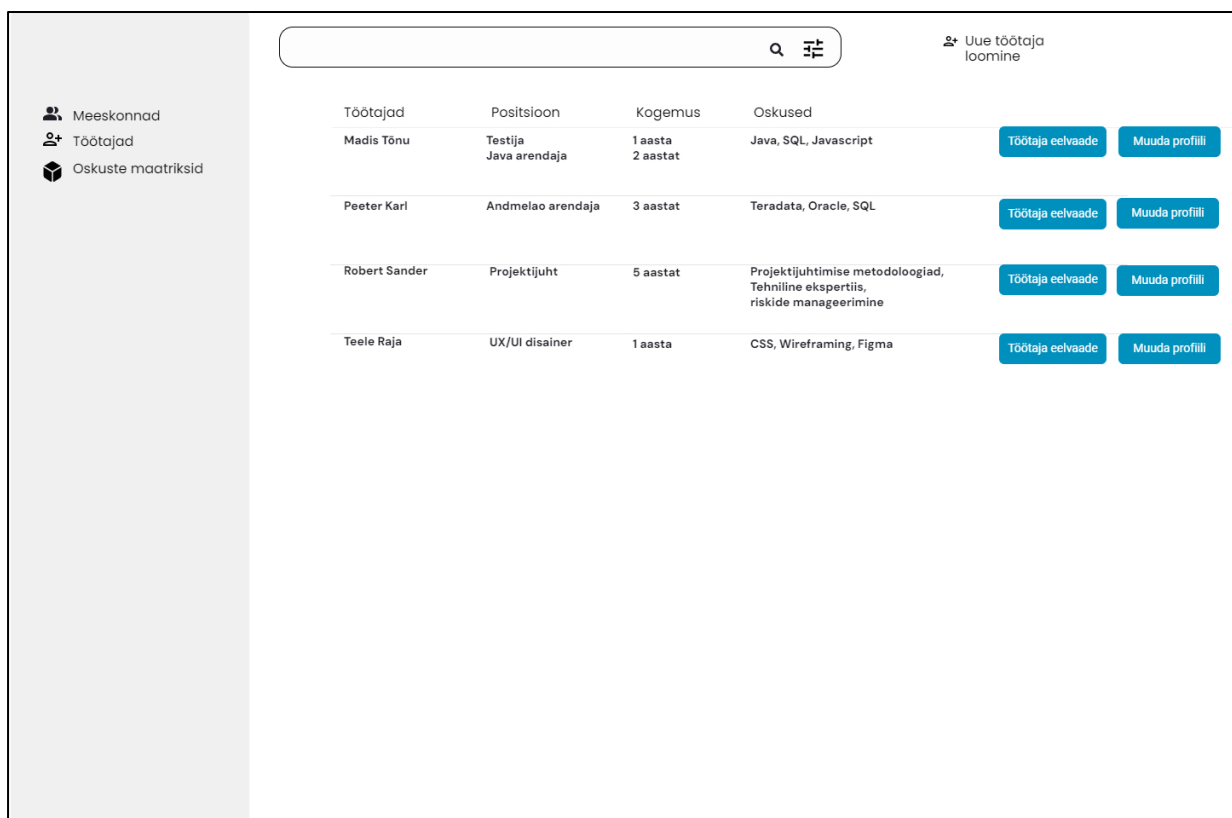 Uue töötaja
loomine
Meeskonnad
Töötajad
Oskuste maatriksid
Töötajad Positsioon Kogemus Oskused
Madis Tõnu Testija 1 aasta Java, SQL, Javascript Töötaja eelvaade Muuda profiili
Java arendaja 2 aastat
Peeter Karl Andmelao arendaja 3 aastat Teradata, Oracle, SQL Töötaja eelvaade Muuda profiili
Robert Sander Projektijuht 5 aastat Projektijuhtimise metodoloogiad, Töötaja eelvaade Muuda profiili
Tehniline ekspertiis,
riskide manageerimine
Teele Raja UX/UI disainer 1 aasta CSS, Wireframing, Figma Töötaja eelvaade Muuda profiili